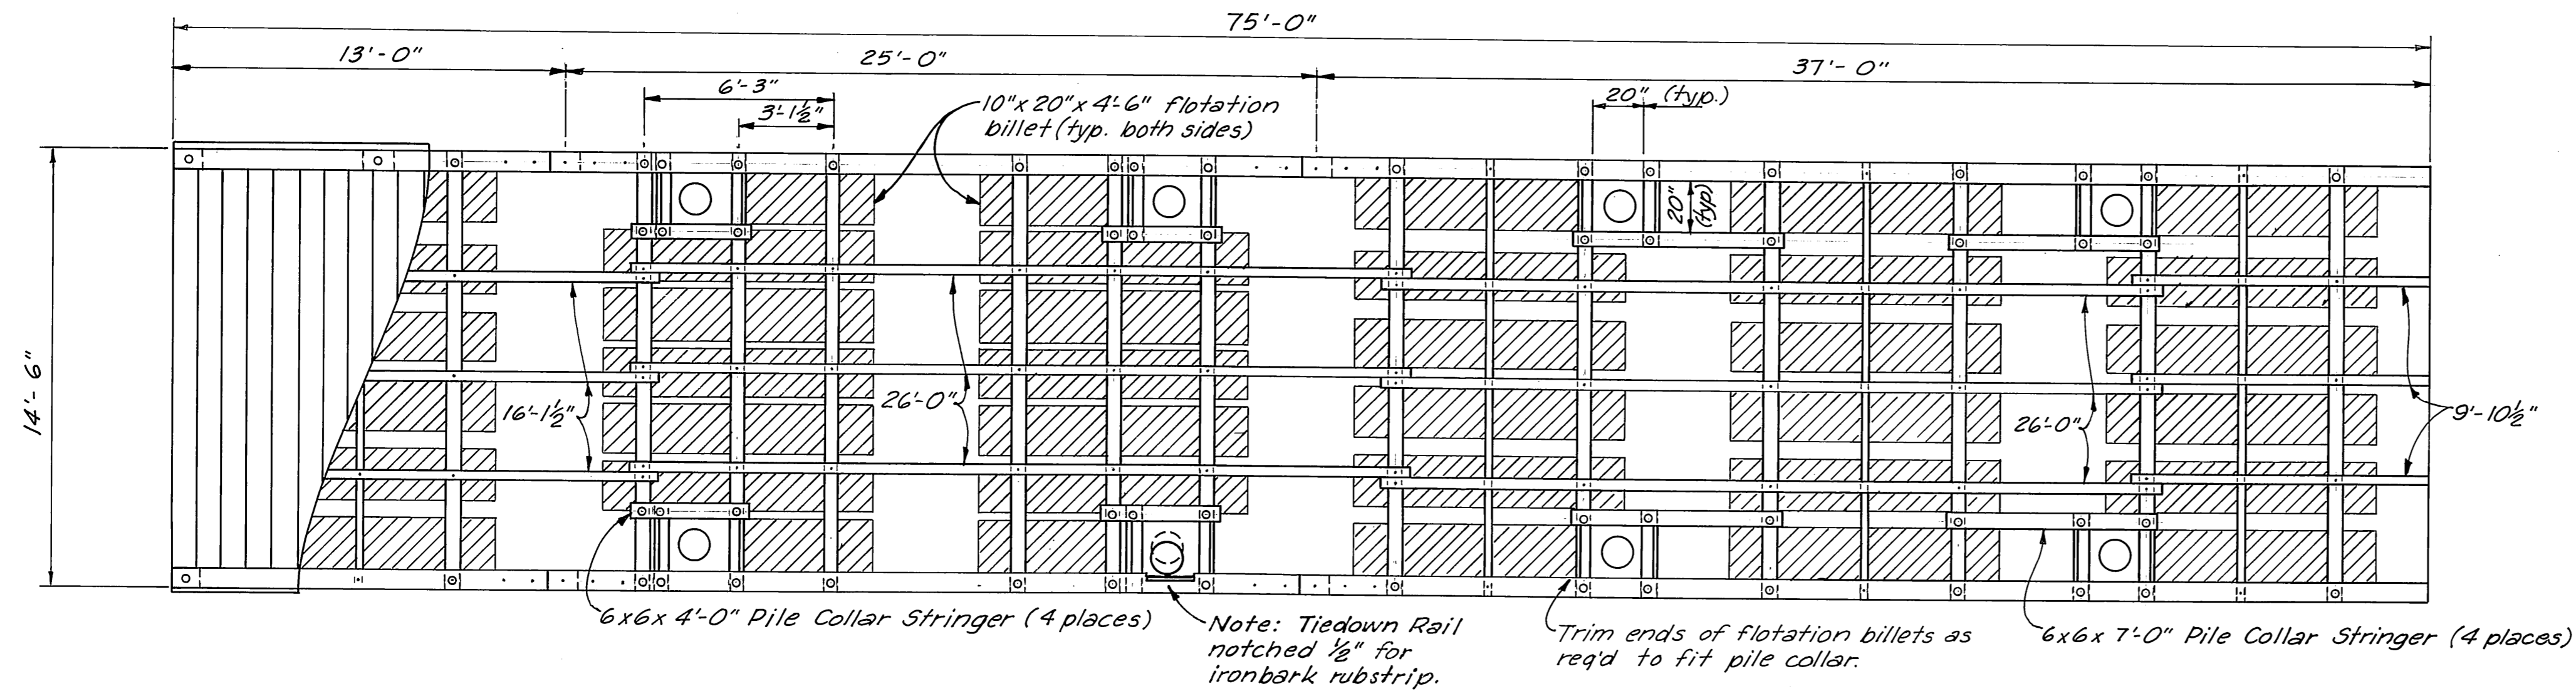 75'-0"
13'-0"
25'-0"
37'-0"
6'-3"
3'-1½"
10"x 20"x 4'-6" flotation
billet (typ. both sides)
20" (typ.)
20"
(typ)
14'-6"
16'-1½"
26'-0"
26'-0"
9'-10½"
6x6x 4'-0" Pile Collar Stringer (4 places)
Note: Tiedown Rail
notched ½" for
ironbark rubstrip.
Trim ends of flotation billets as
req'd to fit pile collar.
6x6x 7'-0" Pile Collar Stringer (4 places)